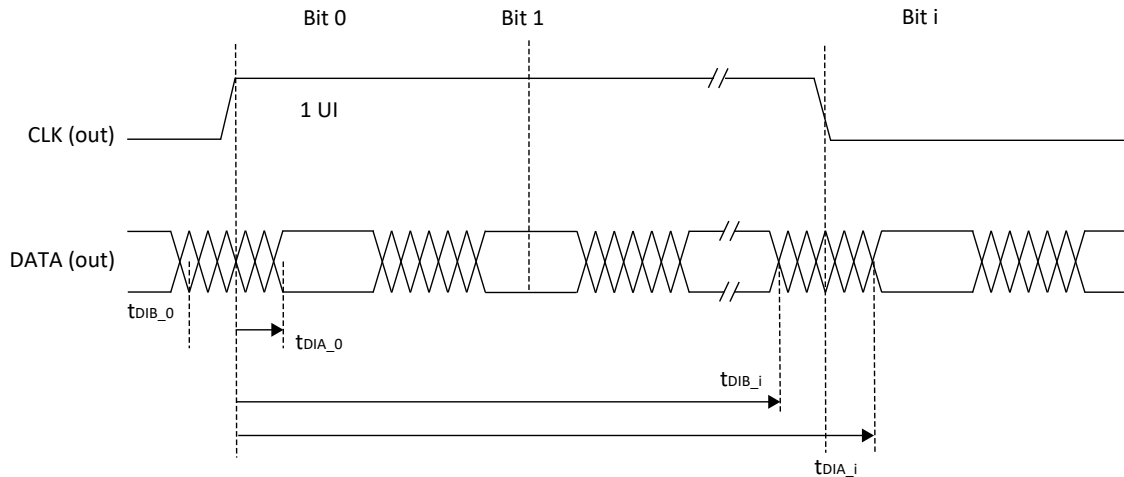 Bit 0 Bit 1 Bit i
1 UI
CLK (out)
DATA (out)
tDIB_0
tDIA_0
tDIB_i
tDIA_i